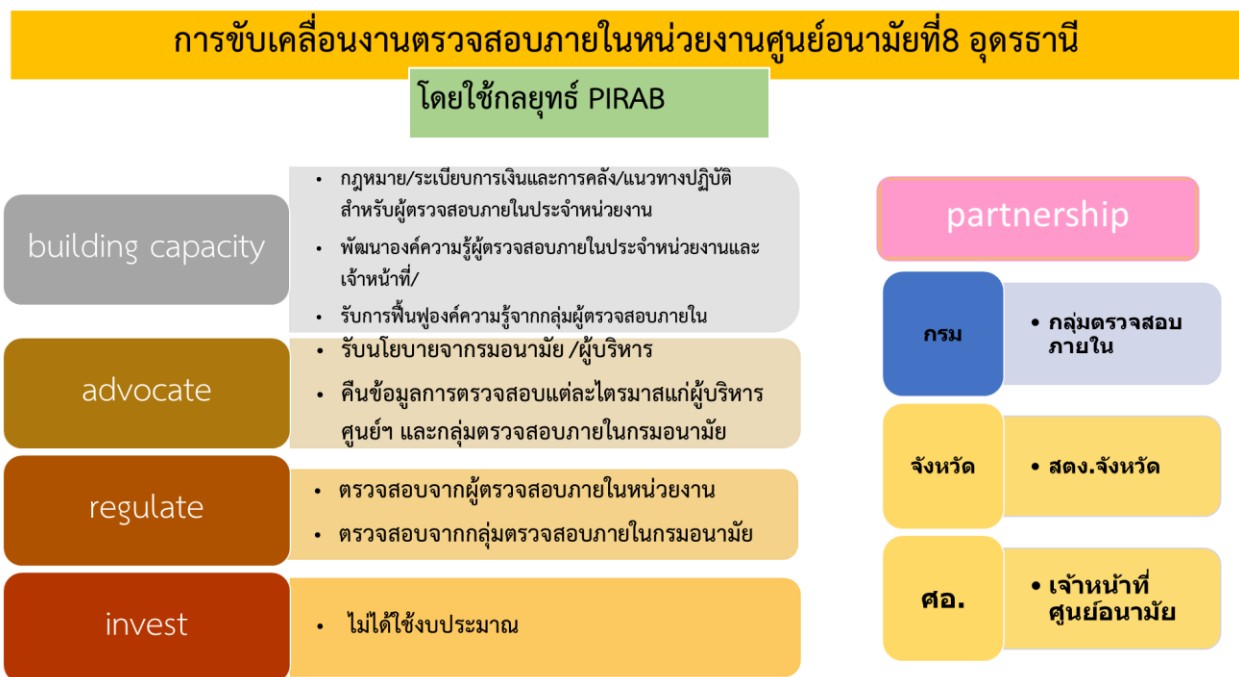 การขับเคลื่อนงานตรวจสอบภายในหน่วยงานศูนย์อนามัยที่8 อุดรธานี
โดยใช้กลยุทธ์ PIRAB
building capacity
• กฎหมาย/ระเบียบการเงินและการคลัง/แนวทางปฏิบัติ
สำหรับผู้ตรวจสอบภายในประจำหน่วยงาน
• พัฒนาองค์ความรู้ผู้ตรวจสอบภายในประจำหน่วยงานและ
เจ้าหน้าที่/
• รับการฟื้นฟูองค์ความรู้จากกลุ่มผู้ตรวจสอบภายใน
advocate
• รับนโยบายจากกรมอนามัย /ผู้บริหาร
• คืนข้อมูลการตรวจสอบแต่ละไตรมาสแก่ผู้บริหาร
ศูนย์ฯ และกลุ่มตรวจสอบภายในกรมอนามัย
regulate
• ตรวจสอบจากผู้ตรวจสอบภายในหน่วยงาน
• ตรวจสอบจากกลุ่มตรวจสอบภายในกรมอนามัย
invest
• ไม่ได้ใช้งบประมาณ
partnership
กรม
• กลุ่มตรวจสอบ
ภายใน
จังหวัด
• สตง.จังหวัด
ศอ.
• เจ้าหน้าที่
ศูนย์อนามัย